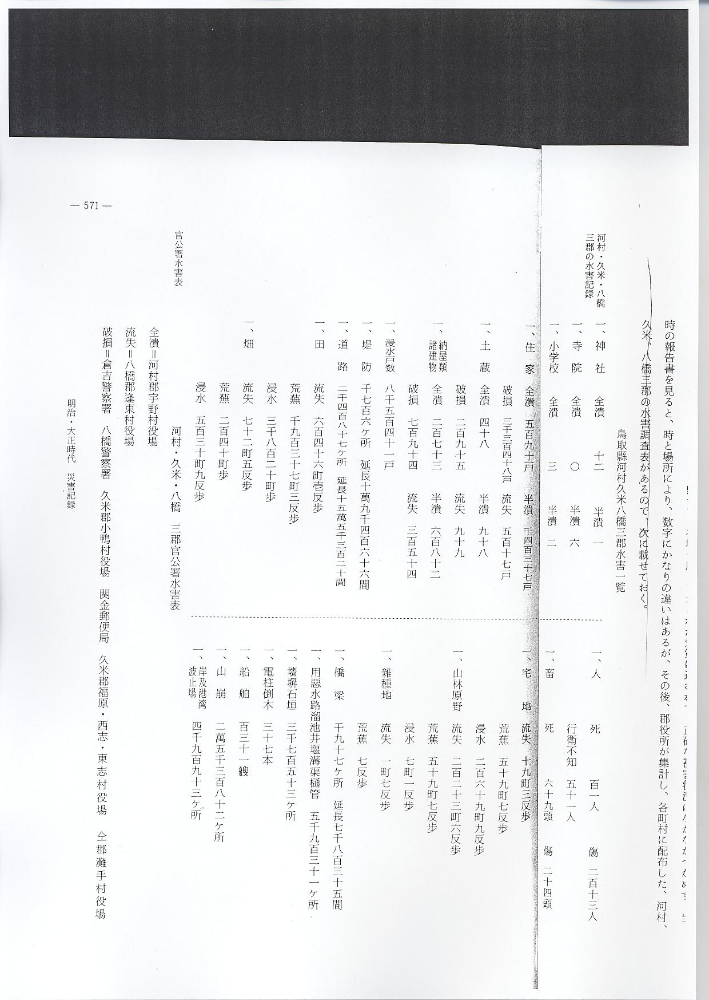 時の報告書を見ると、時と場所により、数字にかなりの違いはあるが、その後、郡役所が集計し、各町村に配布した、河村、
久米、八橋三郡の水害調査表があるので、次に載せておく。
鳥取縣河村久米八橋三郡水害一覧
河村・久米・八橋
三郡の水害記録
一、神社 全潰 十二 半潰 一
一、寺院 全潰 〇 半潰 六
一、小学校 全潰 三 半潰 二
一、住家 全潰 五百九十戸 半潰 千四百三十七戸
破損 三千三百四十八戸 流失 五百十七戸
一、土蔵 全潰 四十八 半潰 九十八
破損 二百九十五 流失 九十九
一、納屋類諸建物 全潰 二百七十三 半潰 六百八十二
破損 七百九十四 流失 三百五十四
一、浸水戸数 八千五百四十一戸
一、堤防 千七百六ヶ所 延長十萬九千四百六十六間
一、道路 二千四百八十七ヶ所 延長十五萬五千三百二十間
一、田 流失 六百四十六町壱反歩
荒蕪 千九百三十七町三反歩
浸水 三千八百二十町歩
一、畑 流失 七十二町五反歩
荒蕪 二百四十町歩
浸水 五百三十町九反歩
一、人 死 百一人 傷 二百十三人
行衛不知 五十一人
一、畜 死 六十九頭 傷 二十四頭
一、宅地 流失 十九町三反歩
荒蕉 五十九町七反歩
浸水 二百六十九町九反歩
一、山林原野 流失 二百二十三町六反歩
荒蕉 五十九町七反歩
浸水 七町一反歩
一、雑種地 流失 一町七反歩
荒蕉 七反歩
一、橋梁 千九十七ケ所 延長七千八百三十五間
一、用惡水路溜池井堰溝渠樋管 五千九百三十一ケ所
一、墻塀石垣 三千七百五十三ケ所
一、電柱倒木 三十七本
一、船舶 百三十一艘
一、山崩 二萬五千三百八十二ケ所
一、岸及港湾波止場 四千九百九十三ケ所
官公署水害表
河村・久米・八橋 三郡官公署水害表
全潰＝河村郡宇野村役場
流失＝八橋郡逢束村役場
破損＝倉吉警察署 八橋警察署 久米郡小鴨村役場 関金郵便局 久米郡福原・西志・東志村役場 仝郡灘手村役場
明治・大正時代 災害記録
— 571 —